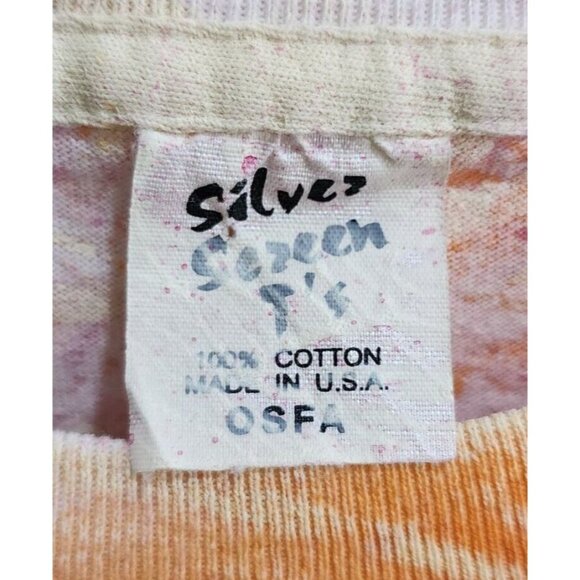 Silver
Screen
T's
100% COTTON
MADE IN U.S.A.
OSFA